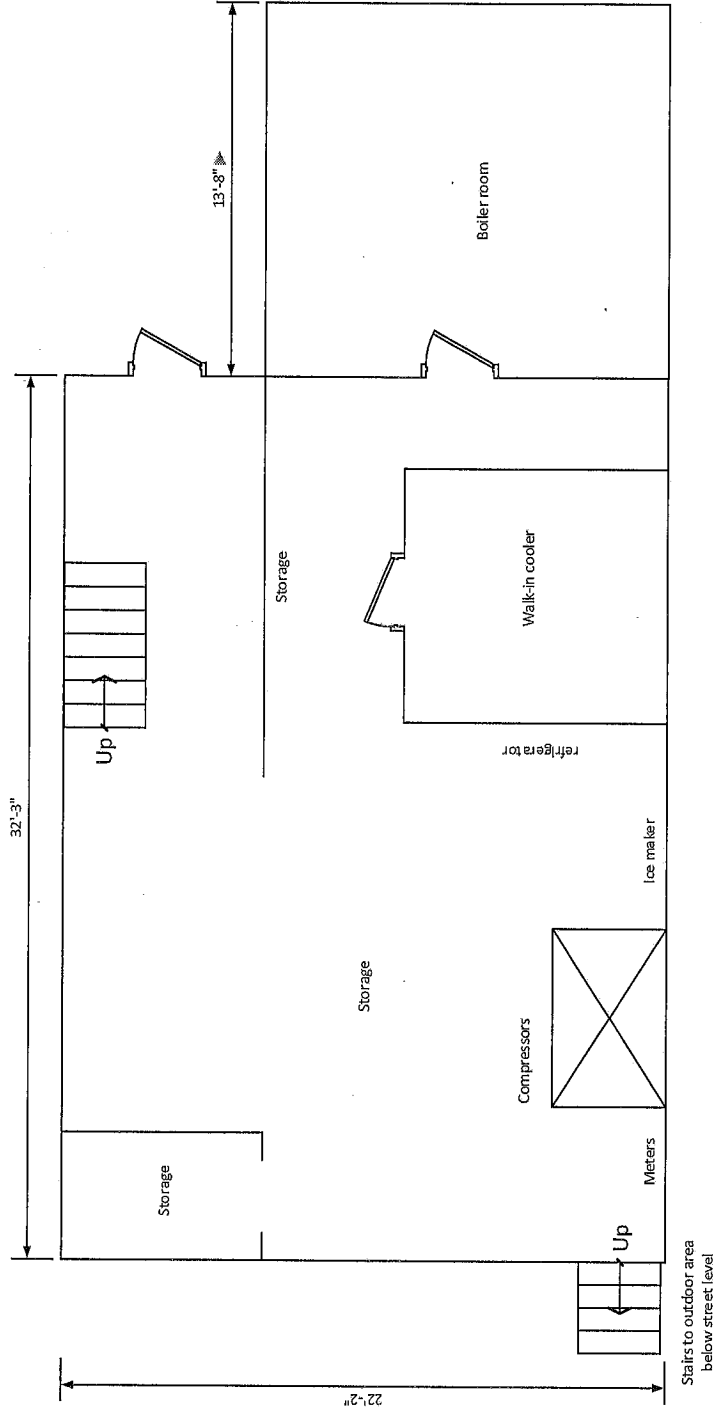 32'-3"
13'-8"
Up
Storage
Storage
Storage
Boiler room
Walk-in cooler
refrigerator
Ice maker
Compressors
Meters
Up
22'-2"
Stairs to outdoor area
below street level